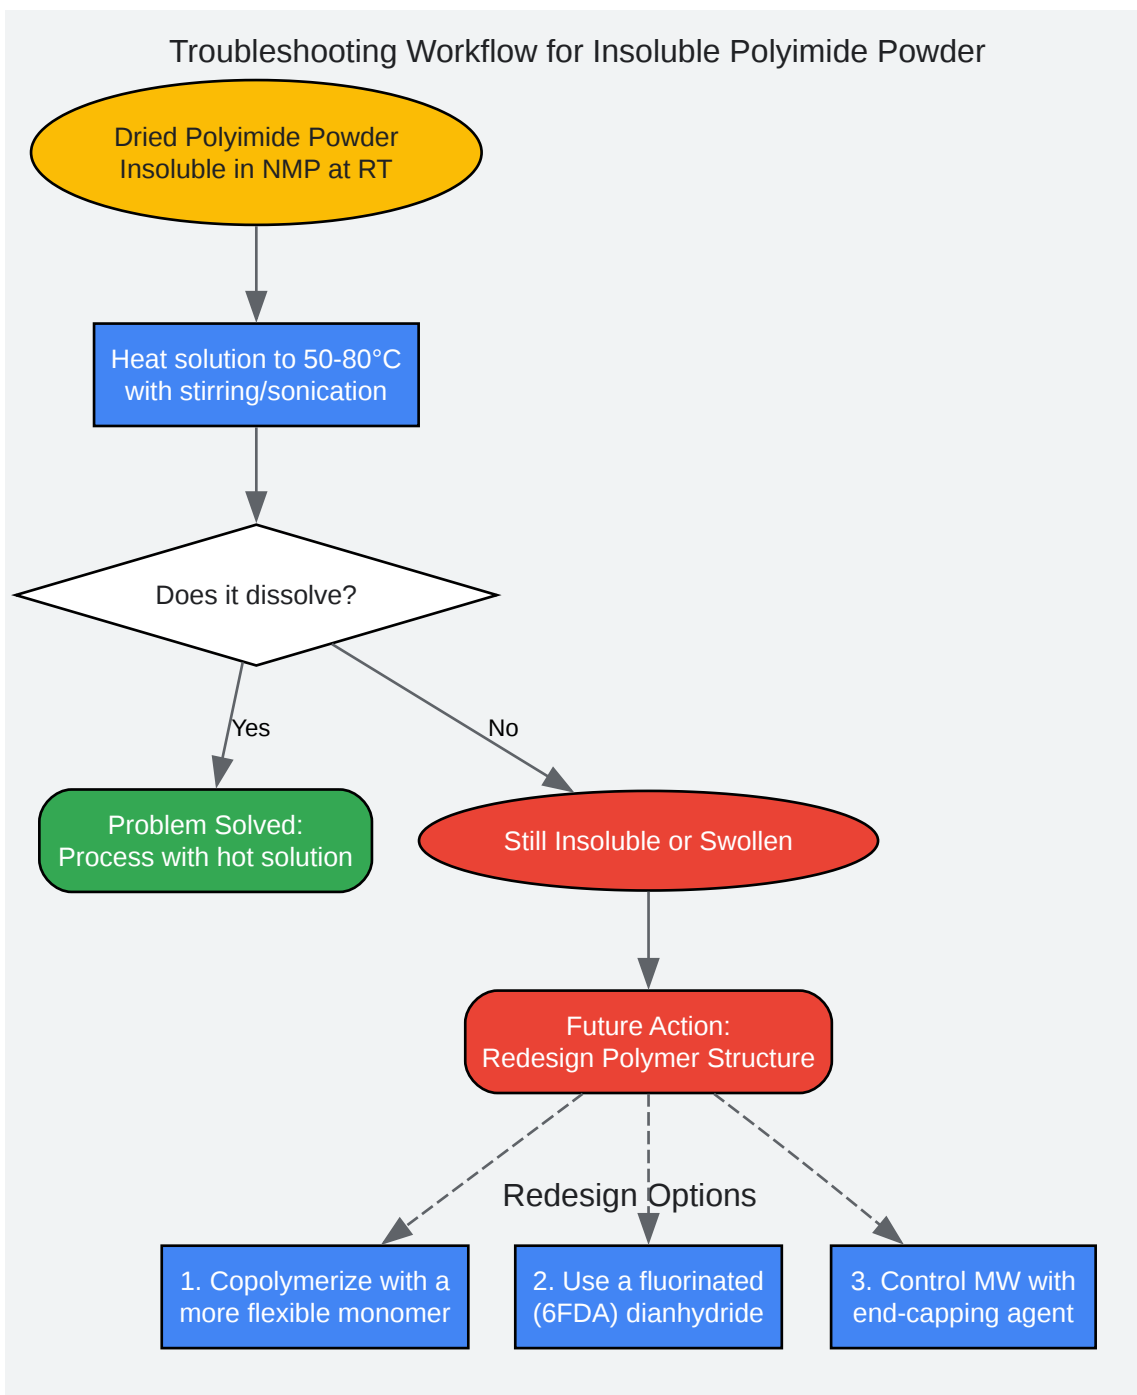 Troubleshooting Workflow for Insoluble Polyimide Powder
Dried Polyimide Powder
Insoluble in NMP at RT
Heat solution to 50-80°C
with stirring/sonication
Does it dissolve?
Yes
No
Problem Solved:
Process with hot solution
Still Insoluble or Swollen
Future Action:
Redesign Polymer Structure
Redesign Options
1. Copolymerize with a
more flexible monomer
2. Use a fluorinated
(6FDA) dianhydride
3. Control MW with
end-capping agent